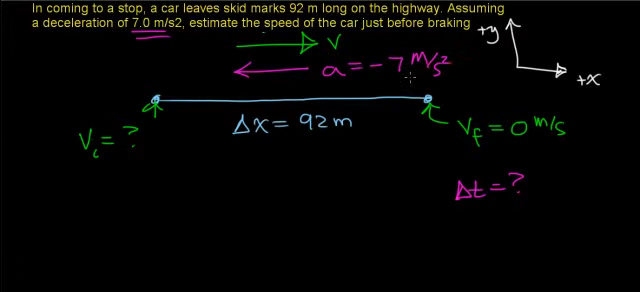 In coming to a stop, a car leaves skid marks 92 m long on the highway. Assuming
a deceleration of 7.0 m/s2, estimate the speed of the car just before braking
+y
V
a = -7 m/s²
+x
Δx = 92 m
Vᵢ = ?
V_f = 0 m/s
Δt = ?